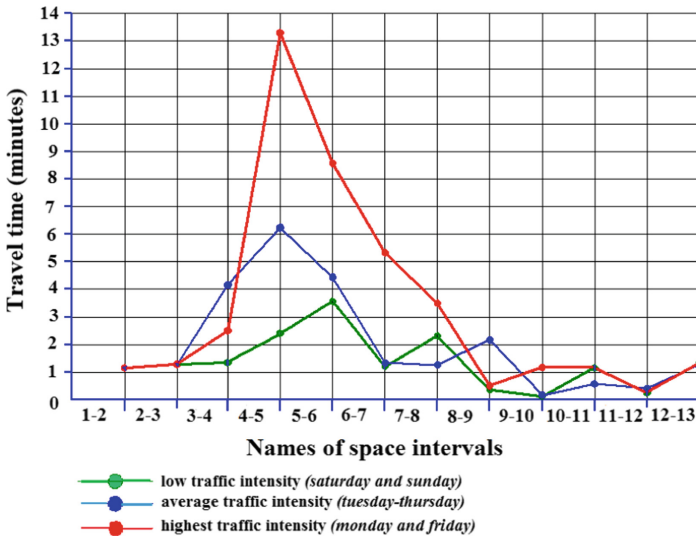 14
13
12
11
10
9
8
7
6
5
4
3
2
1
0
Travel time (minutes)
1-2 2-3 3-4 4-5 5-6 6-7 7-8 8-9 9-10 10-11 11-12 12-13
Names of space intervals
low traffic intensity (saturday and sunday)
average traffic intensity (tuesday-thursday)
highest traffic intensity (monday and friday)